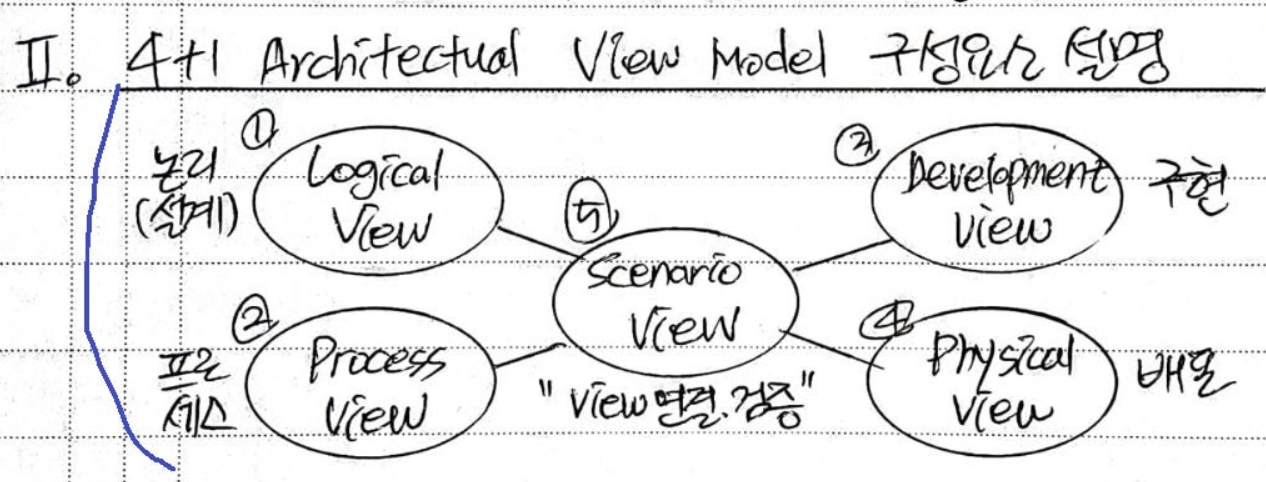 II. 4+1 Architectual View Model 구성요소 설명
①
논리
(설계)
Logical
View
③
Development
View
구현
⑤
Scenario
View
"View 연결.검증"
②
프로
세스
Process
View
④
Physical
View
배포